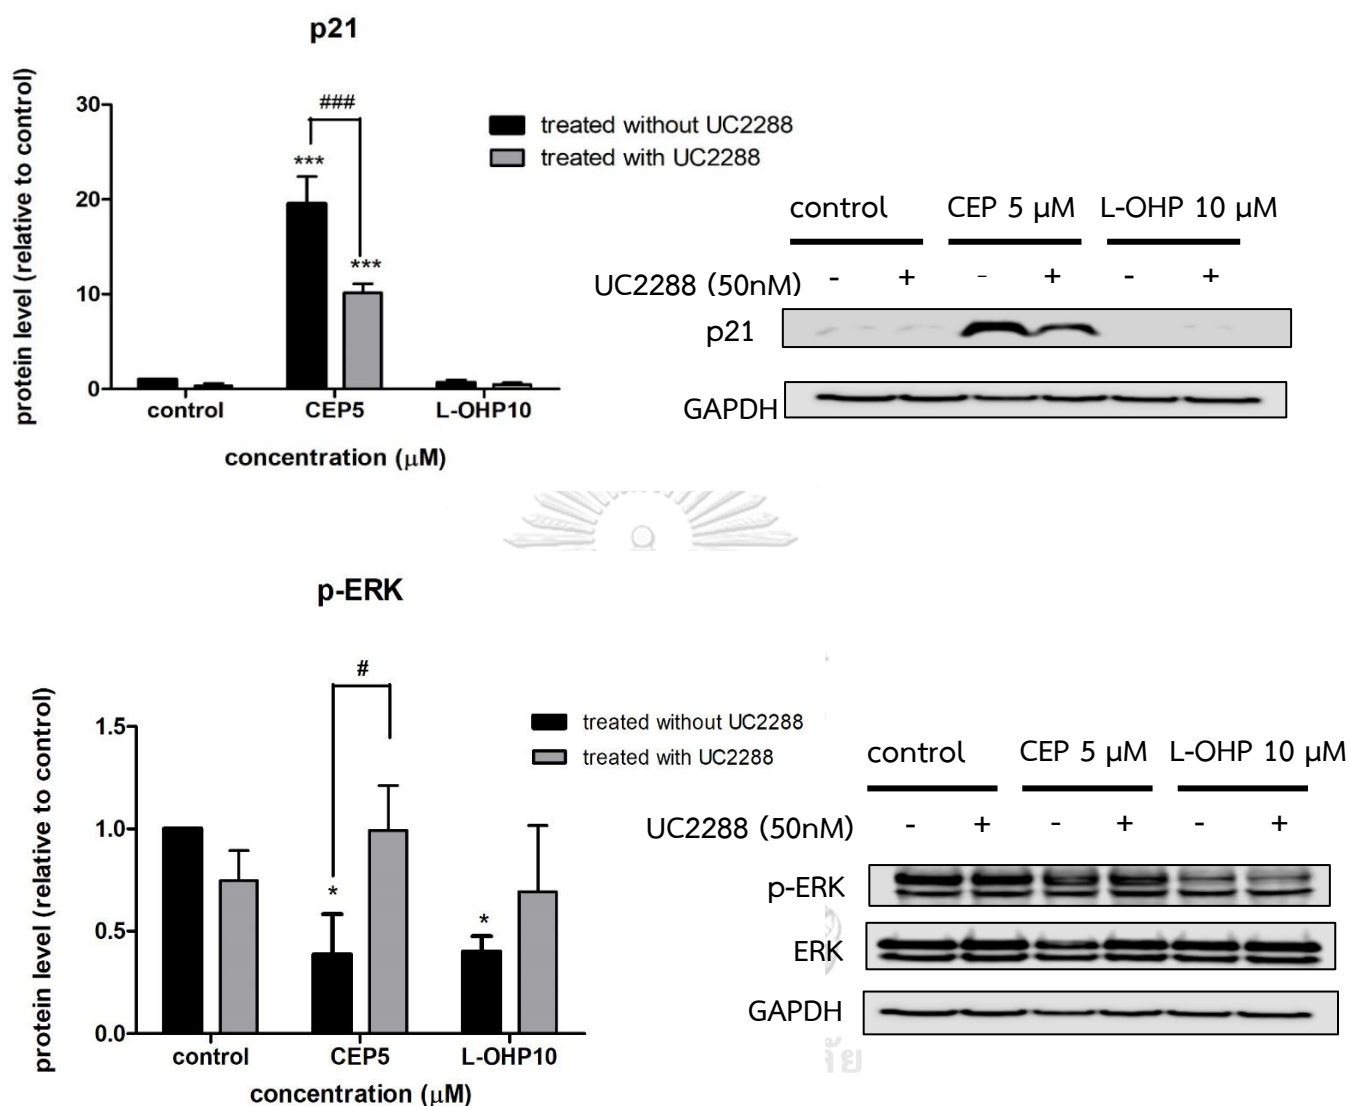 p21
protein level (relative to control)
30
20
10
0
###
***
***
treated without UC2288
treated with UC2288
control CEP5 L-OHP10
concentration (μM)
control CEP 5 μM L-OHP 10 μM
UC2288 (50nM) - + - + - +
p21
GAPDH
p-ERK
protein level (relative to control)
1.5
1.0
0.5
0.0
#
*
*
treated without UC2288
treated with UC2288
control CEP5 L-OHP10
concentration (μM)
control CEP 5 μM L-OHP 10 μM
UC2288 (50nM) - + - + - +
p-ERK
ERK
GAPDH